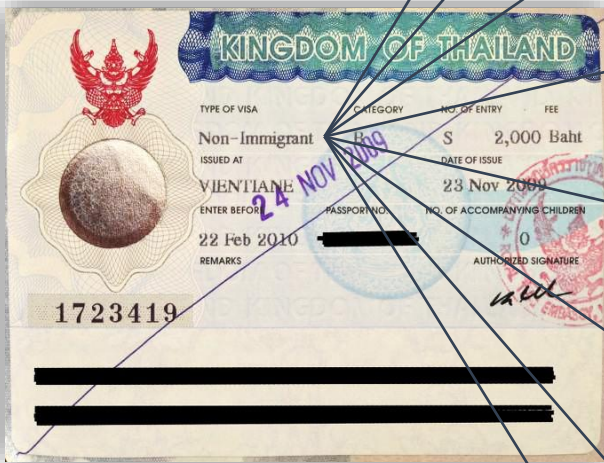 KINGDOM OF THAILAND
TYPE OF VISA CATEGORY NO. OF ENTRY FEE
Non-Immigrant B S 2,000 Baht
ISSUED AT DATE OF ISSUE
VIENTIANE 23 Nov 2009
24 NOV 2009
ENTER BEFORE PASSPORT NO. NO. OF ACCOMPANYING CHILDREN
22 Feb 2010 0
REMARKS AUTHORIZED SIGNATURE
1723419
EMBASSY